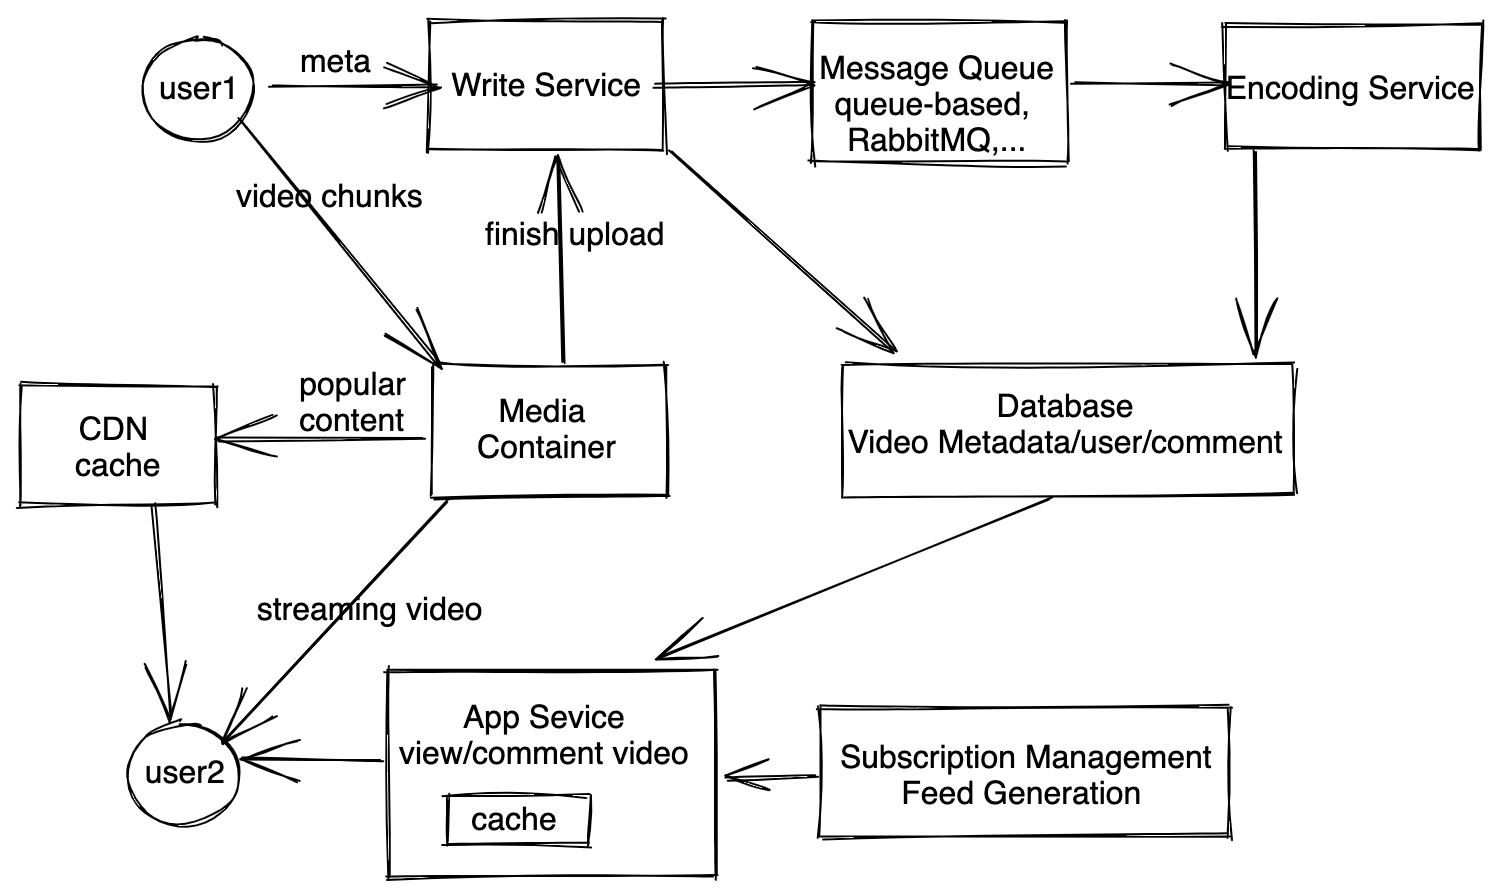 user1
meta
Write Service
Message Queue
queue-based,
RabbitMQ,...
Encoding Service
video chunks
finish upload
popular
content
CDN
cache
Media
Container
Database
Video Metadata/user/comment
streaming video
user2
App Sevice
view/comment video
cache
Subscription Management
Feed Generation